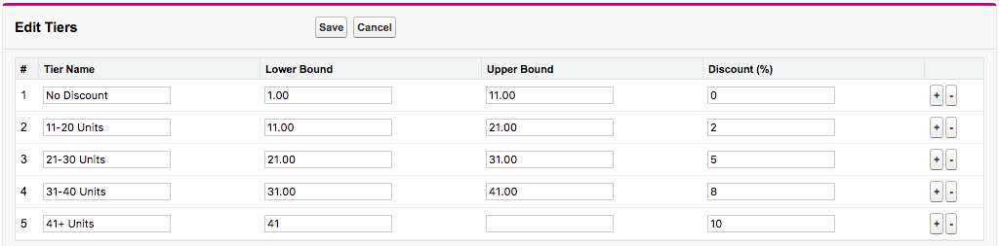 Edit Tiers Save Cancel
# Tier Name Lower Bound Upper Bound Discount (%)
1 No Discount 1.00 11.00 0 + -
2 11-20 Units 11.00 21.00 2 + -
3 21-30 Units 21.00 31.00 5 + -
4 31-40 Units 31.00 41.00 8 + -
5 41+ Units 41 10 + -